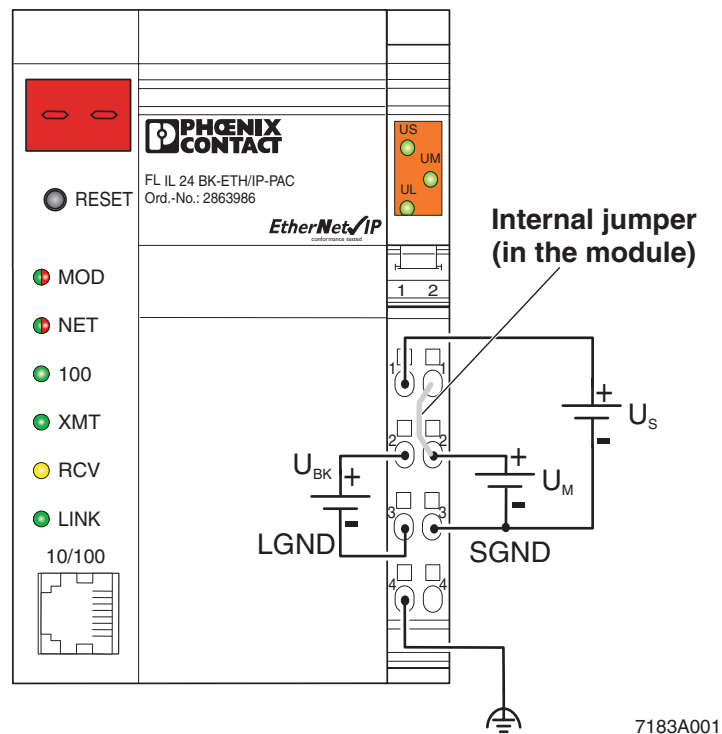 PHŒNIX
CONTACT
FL IL 24 BK-ETH/IP-PAC
Ord.-No.: 2863986
EtherNet/IP
conformance tested
RESET
MOD
NET
100
XMT
RCV
LINK
10/100
US
UM
UL
1 2
Internal jumper
(in the module)
1 1
2 2
3 3
4 4
+
-
US
UBK
+
-
LGND
+
-
UM
SGND
7183A001